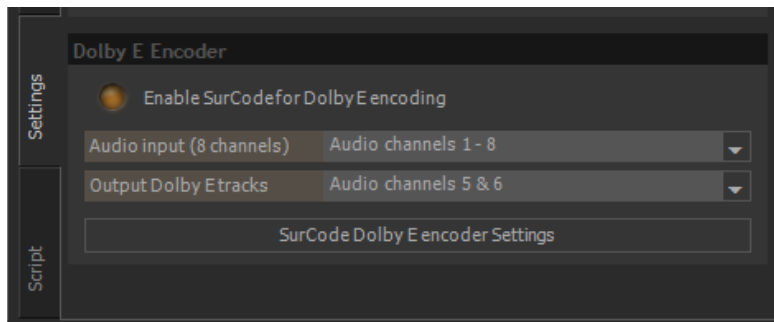 Dolby E Encoder
Settings
Enable SurCodefor Dolby E encoding
Audio input (8 channels) Audio channels 1 - 8
Output Dolby E tracks Audio channels 5 & 6
SurCode Dolby E encoder Settings
Script